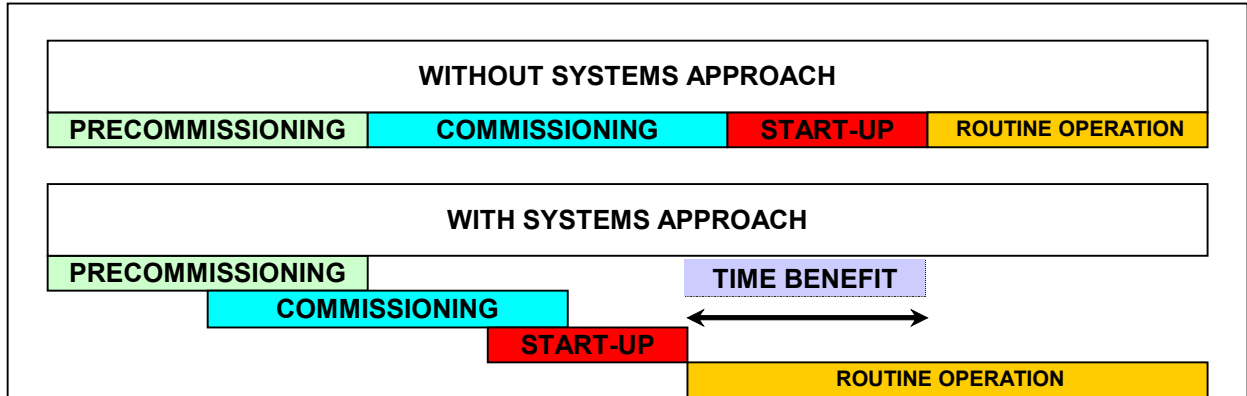 WITHOUT SYSTEMS APPROACH
PRECOMMISSIONING COMMISSIONING START-UP ROUTINE OPERATION
WITH SYSTEMS APPROACH
PRECOMMISSIONING TIME BENEFIT
COMMISSIONING
START-UP
ROUTINE OPERATION